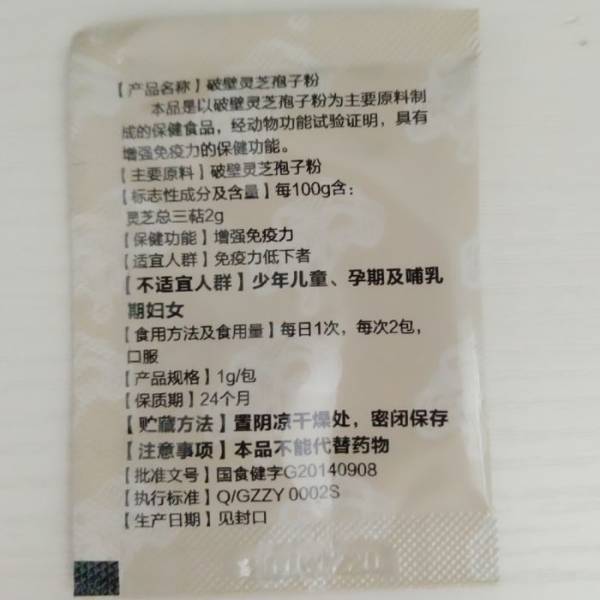 【产品名称】破壁灵芝孢子粉
本品是以破壁灵芝孢子粉为主要原料制
成的保健食品，经动物功能试验证明，具有
增强免疫力的保健功能。
【主要原料】破壁灵芝孢子粉
【标志性成分及含量】每100g含：
灵芝总三萜2g
【保健功能】增强免疫力
【适宜人群】免疫力低下者
【不适宜人群】少年儿童、孕期及哺乳
期妇女
【食用方法及食用量】每日1次，每次2包，
口服
【产品规格】1g/包
【保质期】24个月
【贮藏方法】置阴凉干燥处，密闭保存
【注意事项】本品不能代替药物
【批准文号】国食健字G20140908
【执行标准】Q/GZZY 0002S
【生产日期】见封口